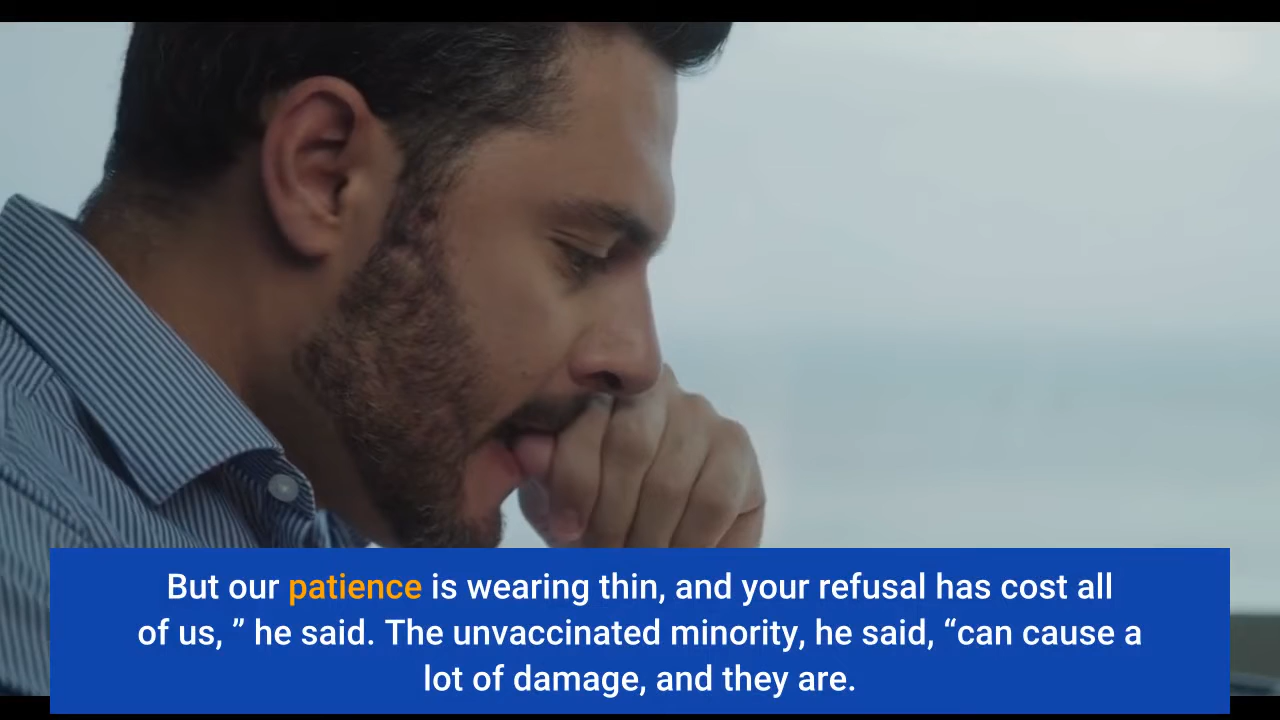 But our patience is wearing thin, and your refusal has cost all
of us, ” he said. The unvaccinated minority, he said, “can cause a
lot of damage, and they are.